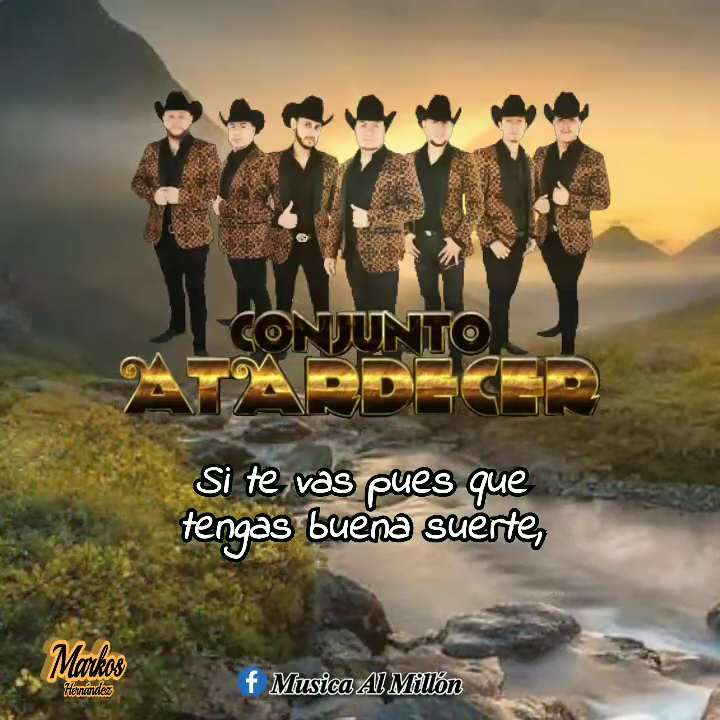 CONJUNTO
ATARDECER
Si te vas pues que
tengas buena suerte,
Markos
Hernández
f Musica Al Millón